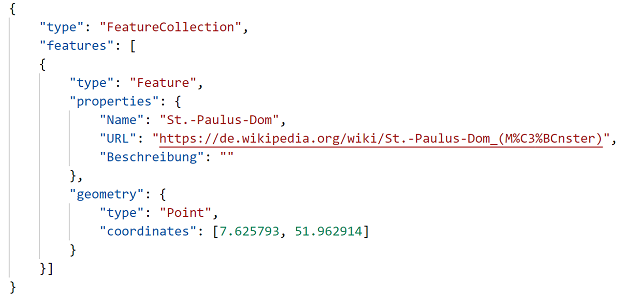 {
    "type": "FeatureCollection",
    "features": [
    {
        "type": "Feature",
        "properties": {
            "Name": "St.-Paulus-Dom",
            "URL": "https://de.wikipedia.org/wiki/St.-Paulus-Dom_(M%C3%BCnster)",
            "Beschreibung": ""
        },
        "geometry": {
            "type": "Point",
            "coordinates": [7.625793, 51.962914]
        }
    }]
}